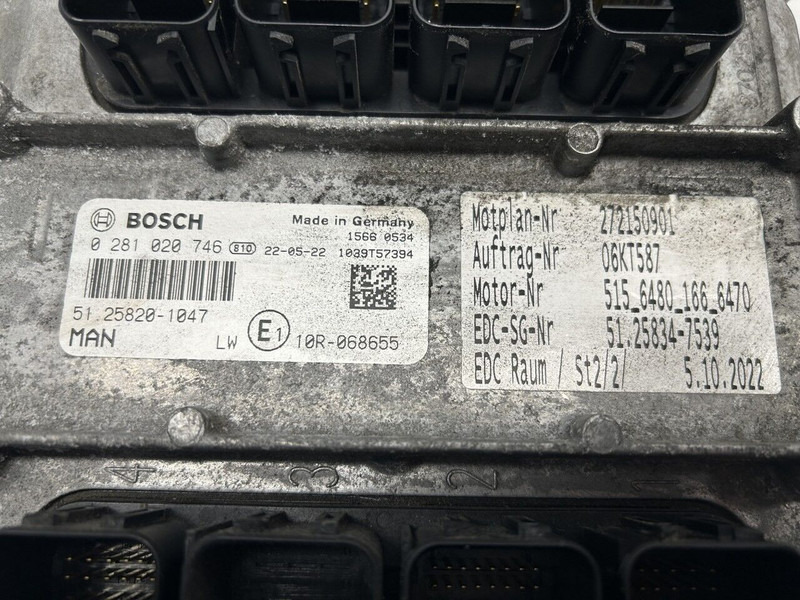 BOSCH
Made in Germany
1566 0534
0 281 020 746 810 22-05-22 1039T57394
51.25820-1047
MAN LW E1 10R-068655
Motplan-Nr 272150901
Auftrag-Nr 06KT587
Motor-Nr 515_6480_166_6470
EDC-SG-Nr 51.25834-7539
EDC Raum / St2/2/ 5.10.2022
4 3 2 1